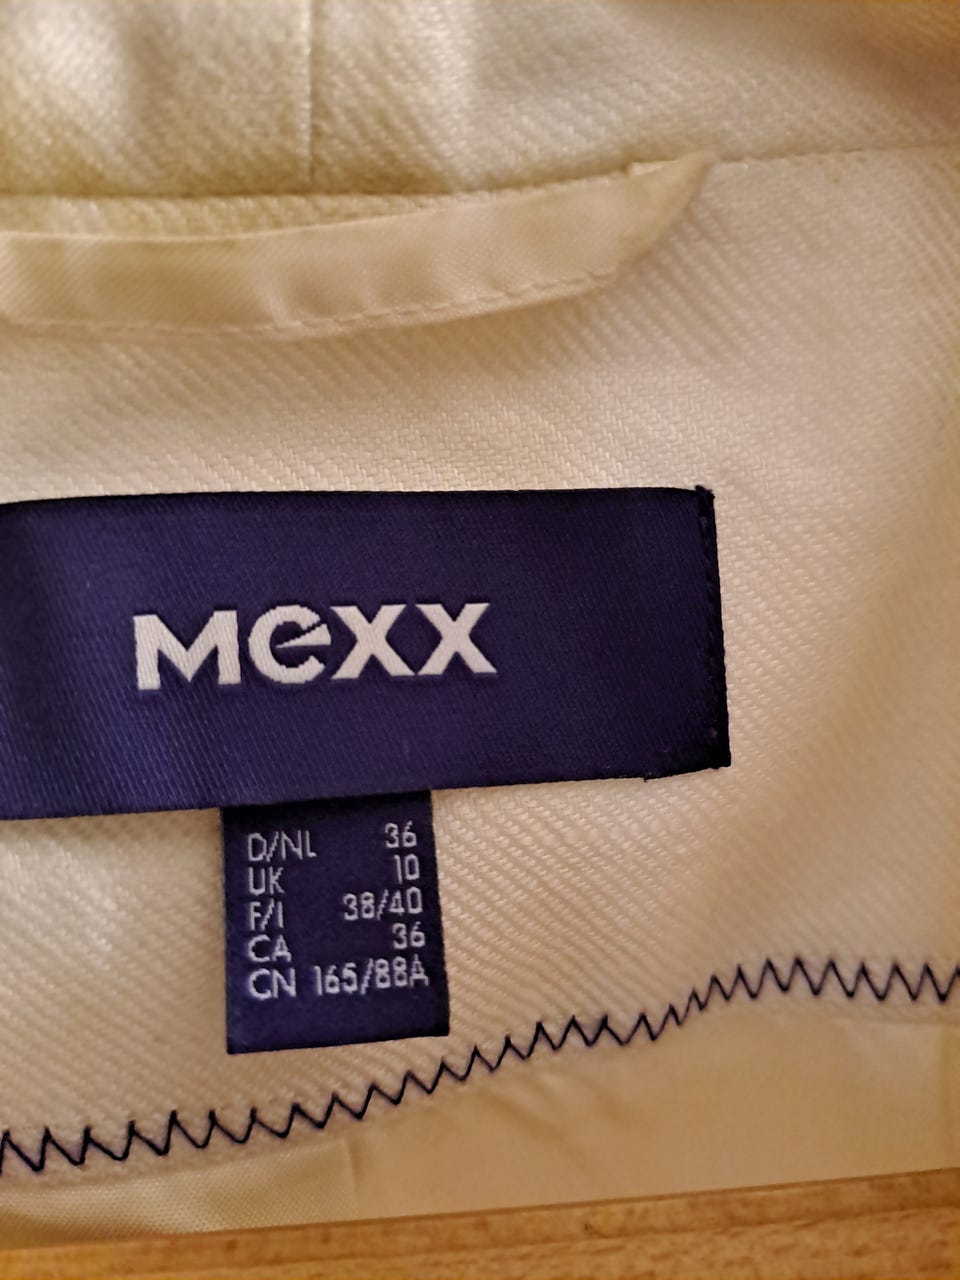 MEXX
D/NL 36
UK 10
F/I 38/40
CA 36
CN 165/88A